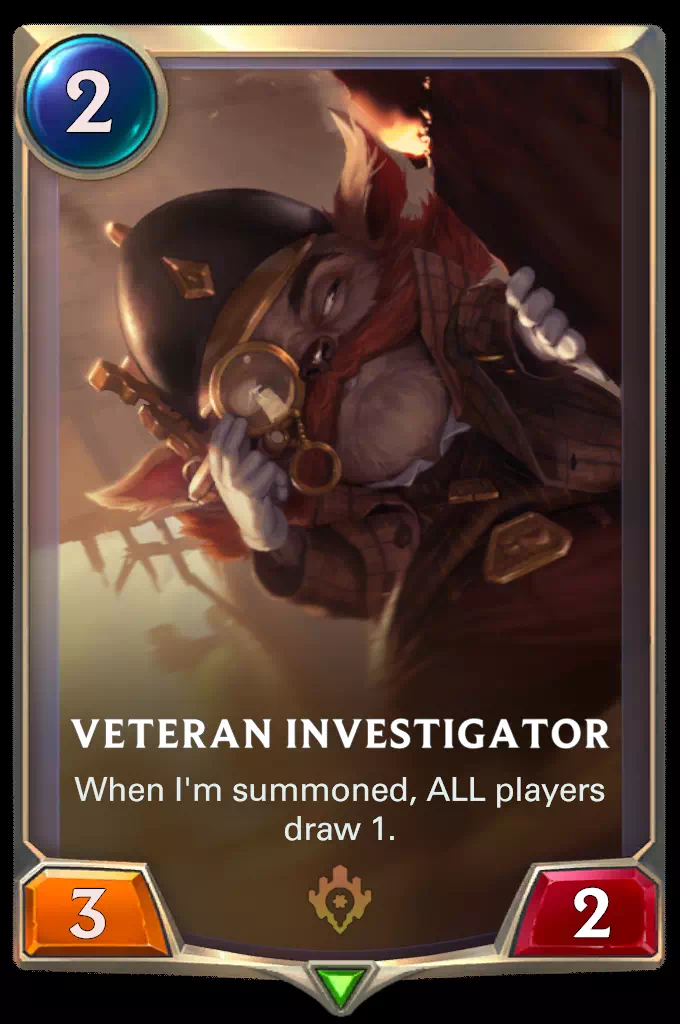 2
VETERAN INVESTIGATOR
When I'm summoned, ALL players
draw 1.
3
2